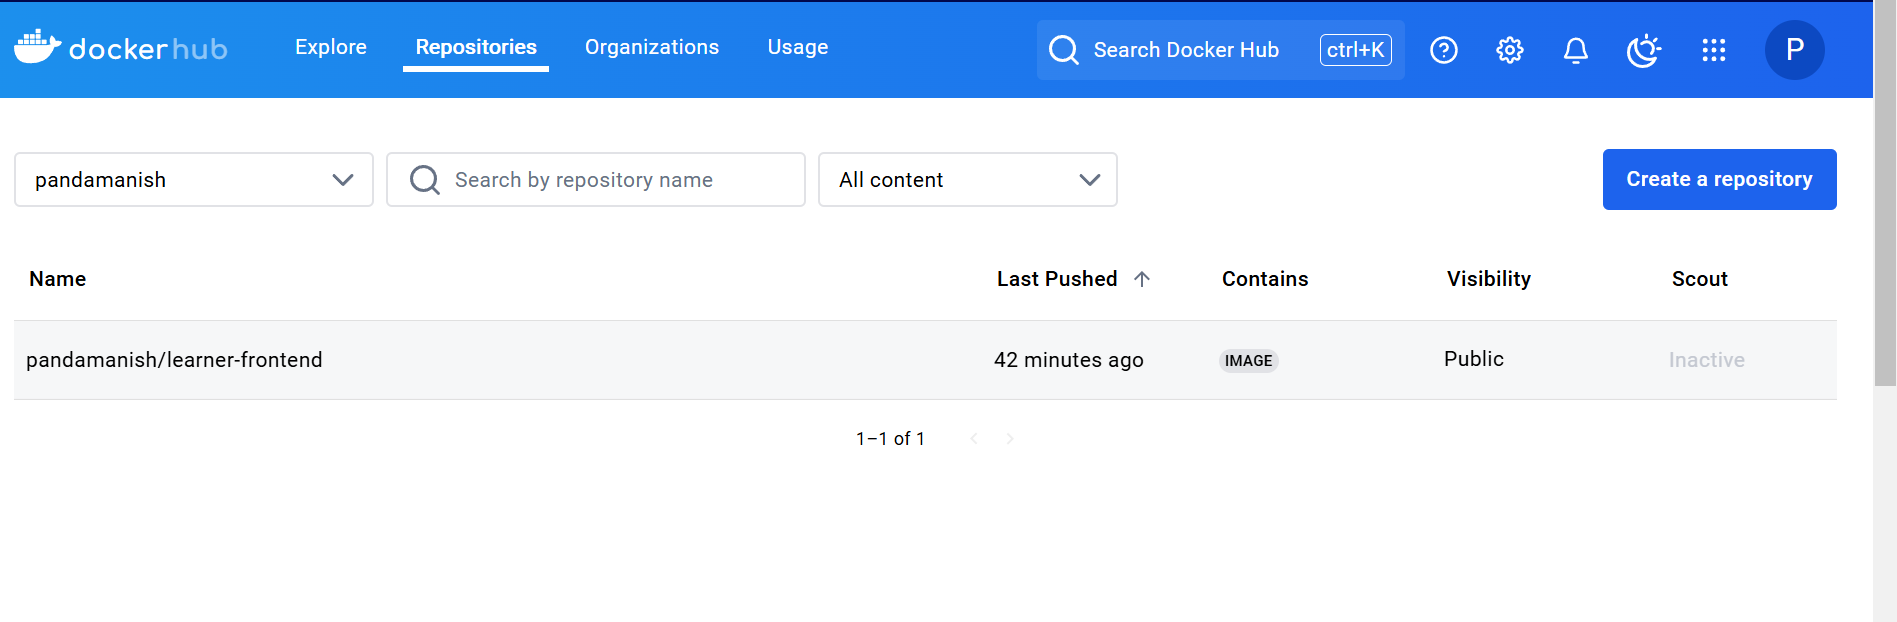 docker hub Explore Repositories Organizations Usage Search Docker Hub ctrl+K P
pandamanish Search by repository name All content Create a repository
Name Last Pushed Contains Visibility Scout
pandamanish/learner-frontend 42 minutes ago IMAGE Public Inactive
1–1 of 1